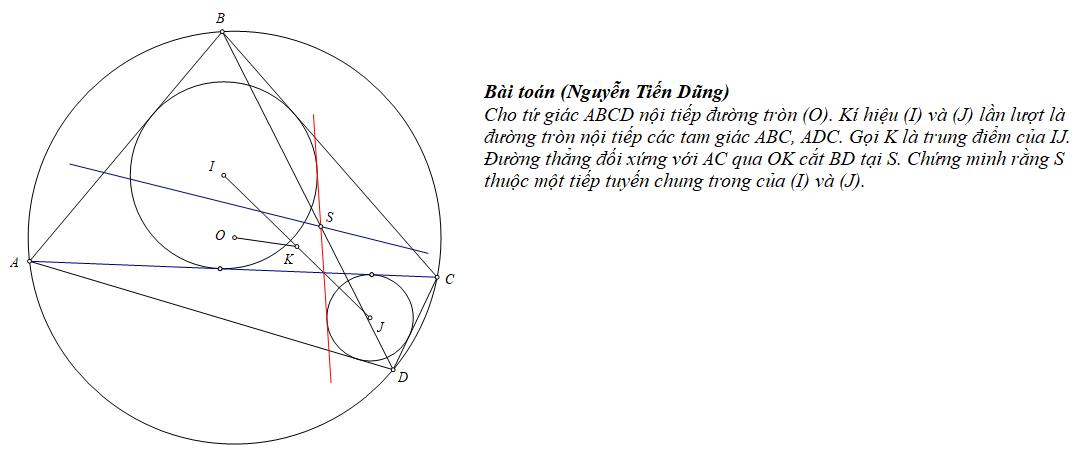 B
Bài toán (Nguyễn Tiến Dũng)
Cho tứ giác ABCD nội tiếp đường tròn (O). Kí hiệu (I) và (J) lần lượt là
đường tròn nội tiếp các tam giác ABC, ADC. Gọi K là trung điểm của IJ.
Đường thẳng đối xứng với AC qua OK cắt BD tại S. Chứng minh rằng S
thuộc một tiếp tuyến chung trong của (I) và (J).
I
S
O
K
A
C
J
D